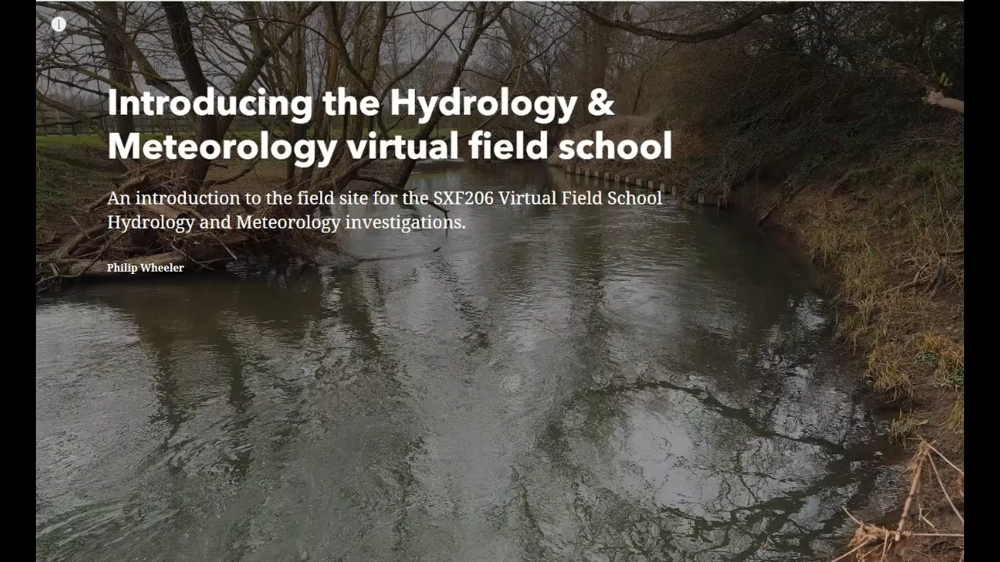 Introducing the Hydrology &
Meteorology virtual field school
An introduction to the field site for the SXF206 Virtual Field School
Hydrology and Meteorology investigations.
Philip Wheeler